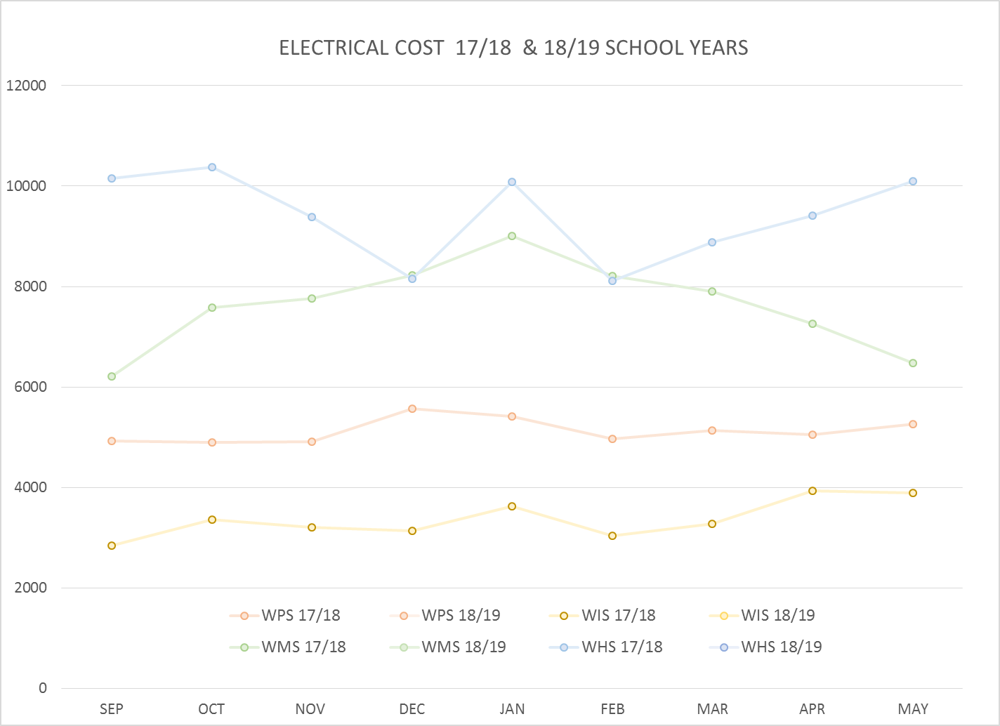 ELECTRICAL COST  17/18  & 18/19 SCHOOL YEARS
12000
10000
8000
6000
4000
2000
0
WPS 17/18 WPS 18/19 WIS 17/18 WIS 18/19
WMS 17/18 WMS 18/19 WHS 17/18 WHS 18/19
SEP OCT NOV DEC JAN FEB MAR APR MAY